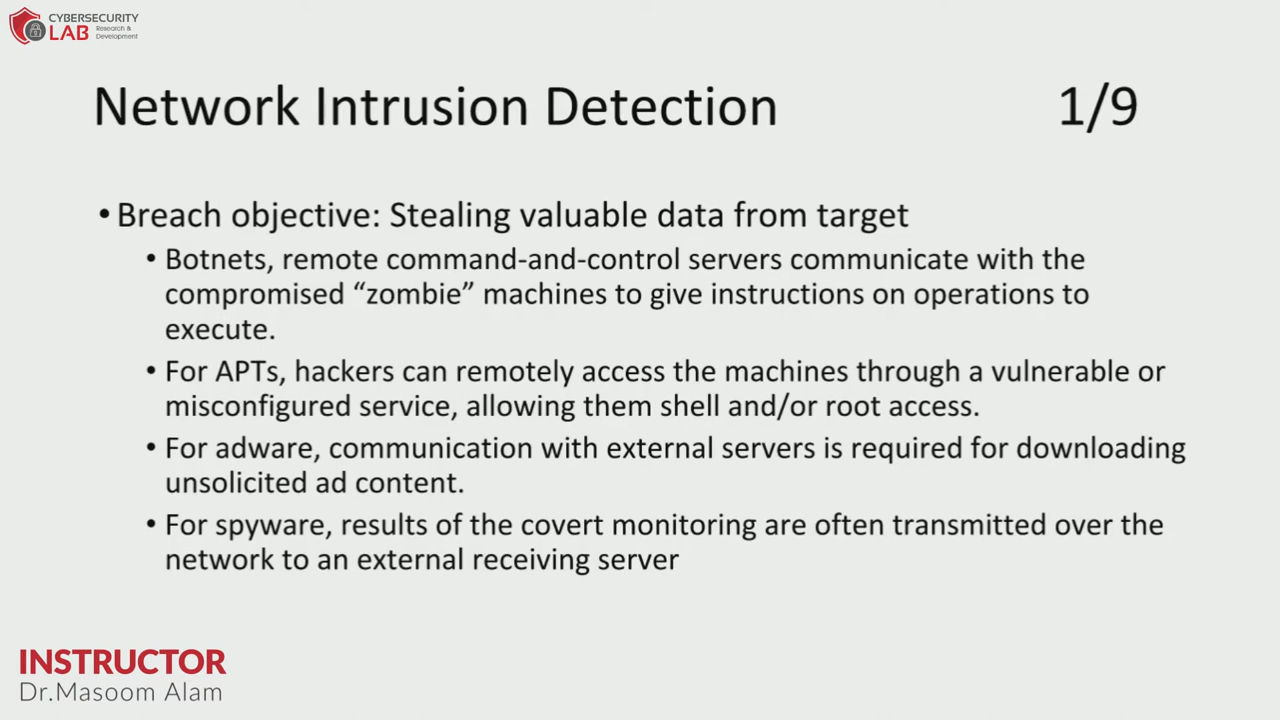 CYBERSECURITY
LAB
Research &
Development
Network Intrusion Detection 1/9
• Breach objective: Stealing valuable data from target
• Botnets, remote command-and-control servers communicate with the
compromised “zombie” machines to give instructions on operations to
execute.
• For APTs, hackers can remotely access the machines through a vulnerable or
misconfigured service, allowing them shell and/or root access.
• For adware, communication with external servers is required for downloading
unsolicited ad content.
• For spyware, results of the covert monitoring are often transmitted over the
network to an external receiving server
INSTRUCTOR
Dr.Masoom Alam